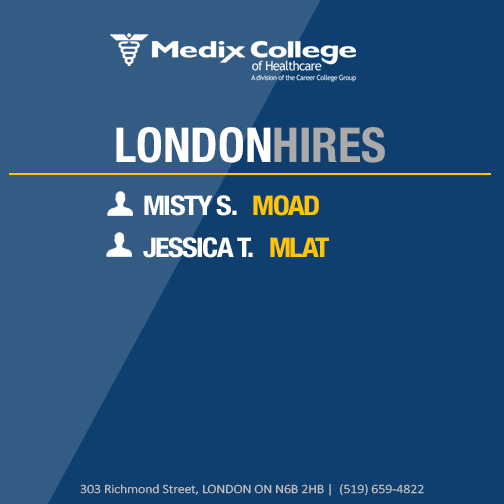 Medix College
of Healthcare
A division of the Career College Group
LONDONHIRES
MISTY S. MOAD
JESSICA T. MLAT
303 Richmond Street, LONDON ON N6B 2HB | (519) 659-4822